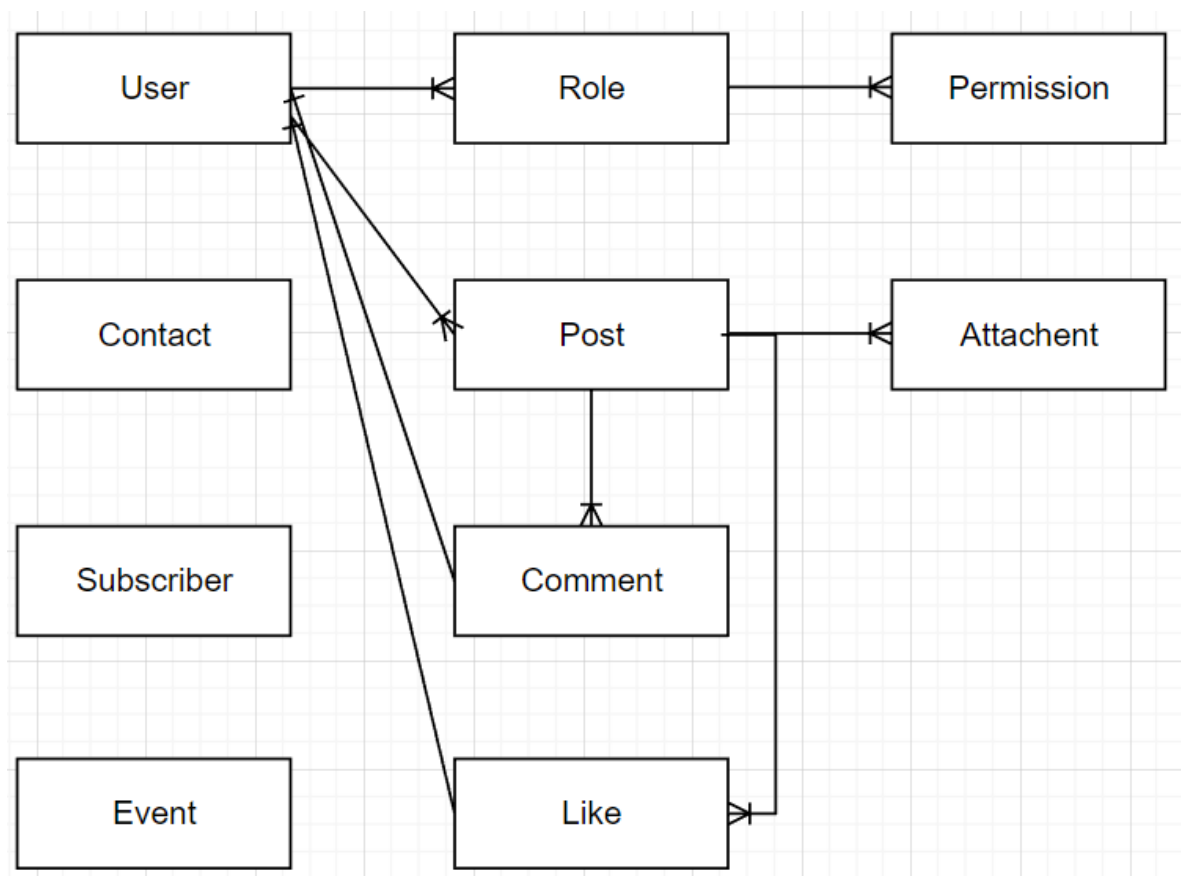 User
Role
Permission
Contact
Post
Attachent
Subscriber
Comment
Event
Like